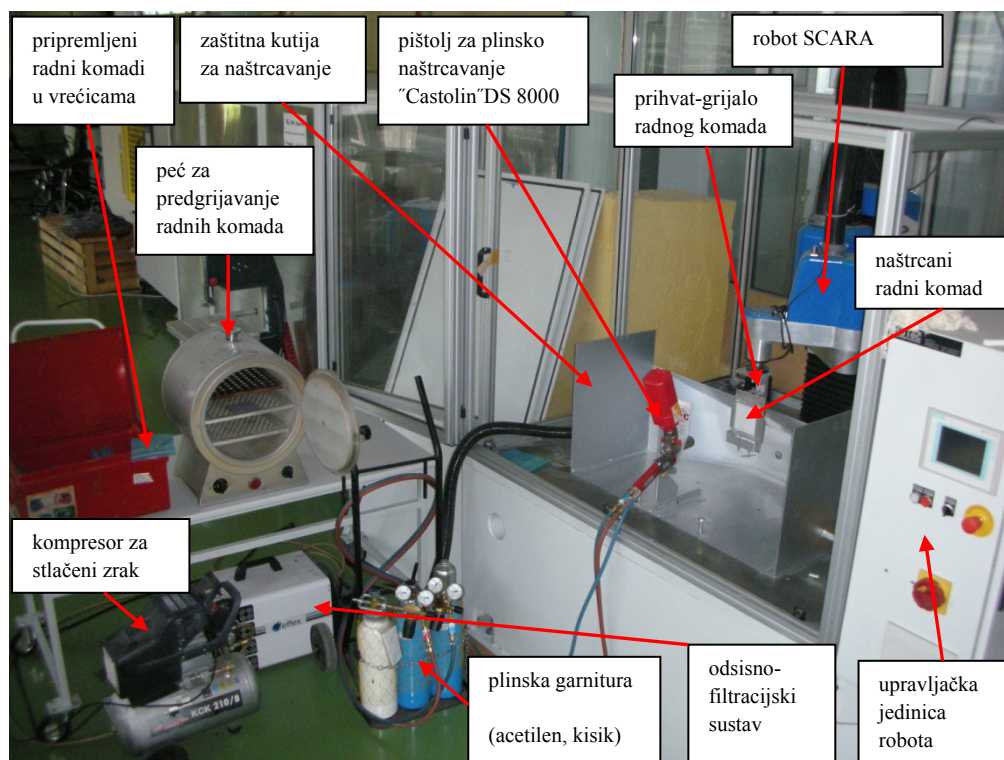 pripremljeni
radni komadi
u vrećicama
zaštitna kutija
za naštrcavanje
pištolj za plinsko
naštrcavanje
˝Castolin˝DS 8000
robot SCARA
prihvat-grijalo
radnog komada
peć za
predgrijavanje
radnih komada
naštrcani
radni komad
kompresor za
stlačeni zrak
eflex
KCK 210/8
plinska garnitura
(acetilen, kisik)
odsisno-
filtracijski
sustav
upravljačka
jedinica
robota